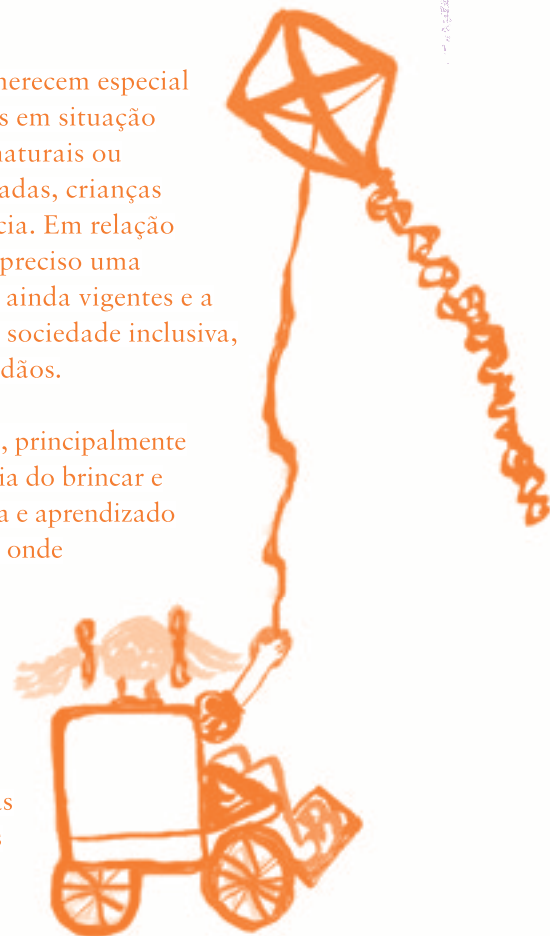 merecem especial
s em situação
naturais ou
adas, crianças
cia. Em relação
preciso uma
ainda vigentes e a
sociedade inclusiva,
dãos.
, principalmente
ia do brincar e
a e aprendizado
onde
as
s